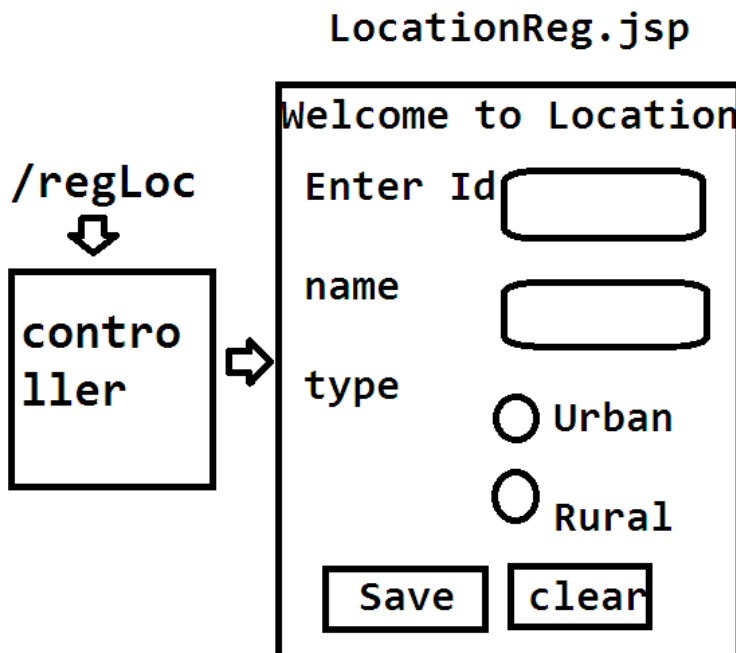 LocationReg.jsp
Welcome to Location
/regLoc
Enter Id
name
contro
ller
type
Urban
Rural
Save
clear